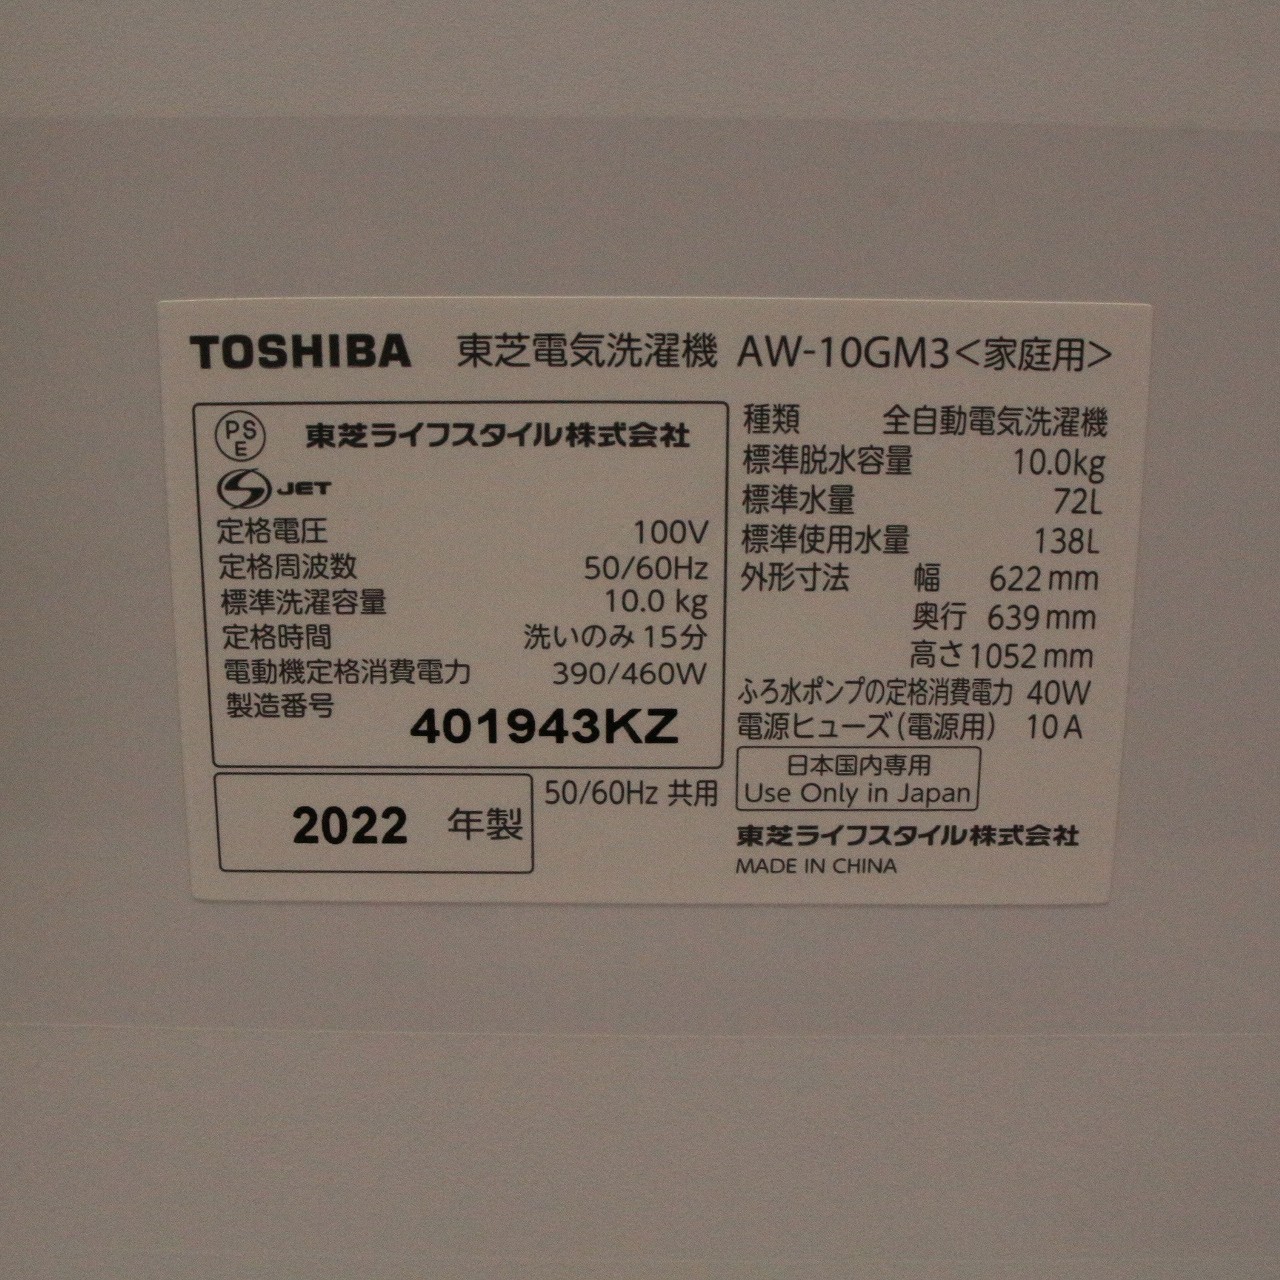 TOSHIBA 東芝電気洗濯機 AW-10GM3<家庭用>
PSE 東芝ライフスタイル株式会社
S JET
定格電圧 100V
定格周波数 50/60Hz
標準洗濯容量 10.0 kg
定格時間 洗いのみ 15分
電動機定格消費電力 390/460W
製造番号 401943KZ
2022 年製
50/60Hz 共用
種類 全自動電気洗濯機
標準脱水容量 10.0kg
標準水量 72L
標準使用水量 138L
外形寸法 幅 622mm
奥行 639mm
高さ1052mm
ふろ水ポンプの定格消費電力 40W
電源ヒューズ(電源用) 10A
日本国内専用
Use Only in Japan
東芝ライフスタイル株式会社
MADE IN CHINA